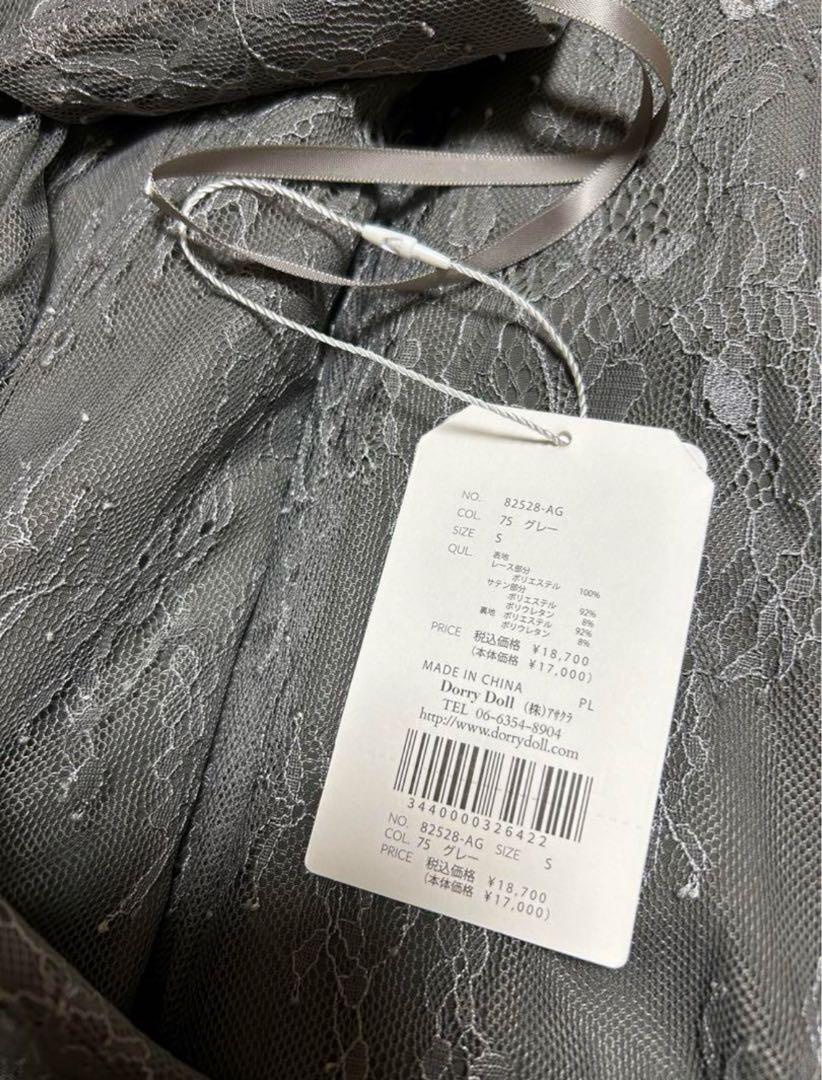 NO. 82528-AG
COL. 75 グレー
SIZE S
QUL. 表地
レース部分
ポリエステル 100%
サテン部分
ポリエステル 92%
ポリウレタン 8%
裏地 ポリエステル 92%
ポリウレタン 8%
PRICE 税込価格 ¥18,700
(本体価格 ¥17,000)
MADE IN CHINA PL
Dorry Doll (株)アサクラ
TEL 06-6354-8904
http://www.dorrydoll.com
3440000326422
NO. 82528-AG SIZE S
COL. 75 グレー
PRICE 税込価格 ¥18,700
(本体価格 ¥17,000)